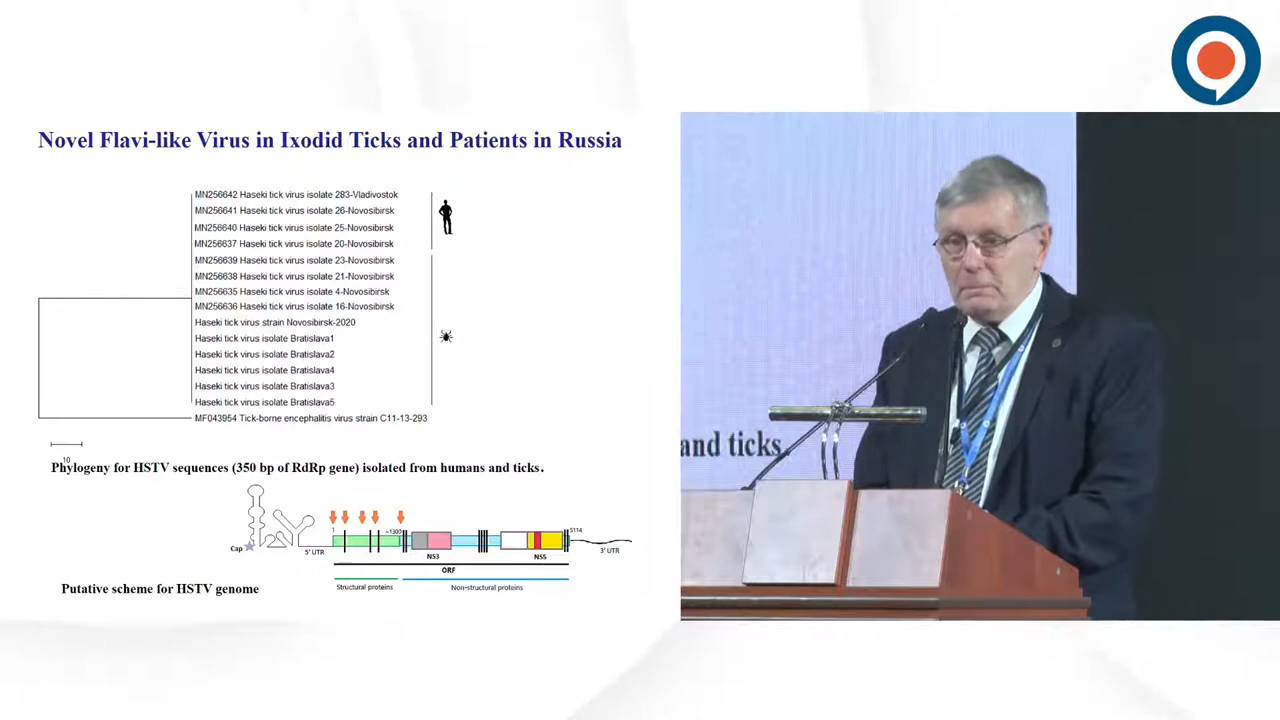 Novel Flavi-like Virus in Ixodid Ticks and Patients in Russia
MN256642 Haseki tick virus isolate 283-Vladivostok
MN256641 Haseki tick virus isolate 26-Novosibirsk
MN256640 Haseki tick virus isolate 25-Novosibirsk
MN256637 Haseki tick virus isolate 20-Novosibirsk
MN256639 Haseki tick virus isolate 23-Novosibirsk
MN256638 Haseki tick virus isolate 21-Novosibirsk
MN256635 Haseki tick virus isolate 4-Novosibirsk
MN256636 Haseki tick virus isolate 16-Novosibirsk
Haseki tick virus strain Novosibirsk-2020
Haseki tick virus isolate Bratislava1
Haseki tick virus isolate Bratislava2
Haseki tick virus isolate Bratislava4
Haseki tick virus isolate Bratislava3
Haseki tick virus isolate Bratislava5
MF043954 Tick-borne encephalitis virus strain C11-13-293
10
Phylogeny for HSTV sequences (350 bp of RdRp gene) isolated from humans and ticks.
1
~1300
5114
Cap
5' UTR
NS3
NS5
3' UTR
ORF
Structural proteins
Non-structural proteins
Putative scheme for HSTV genome
and ticks.